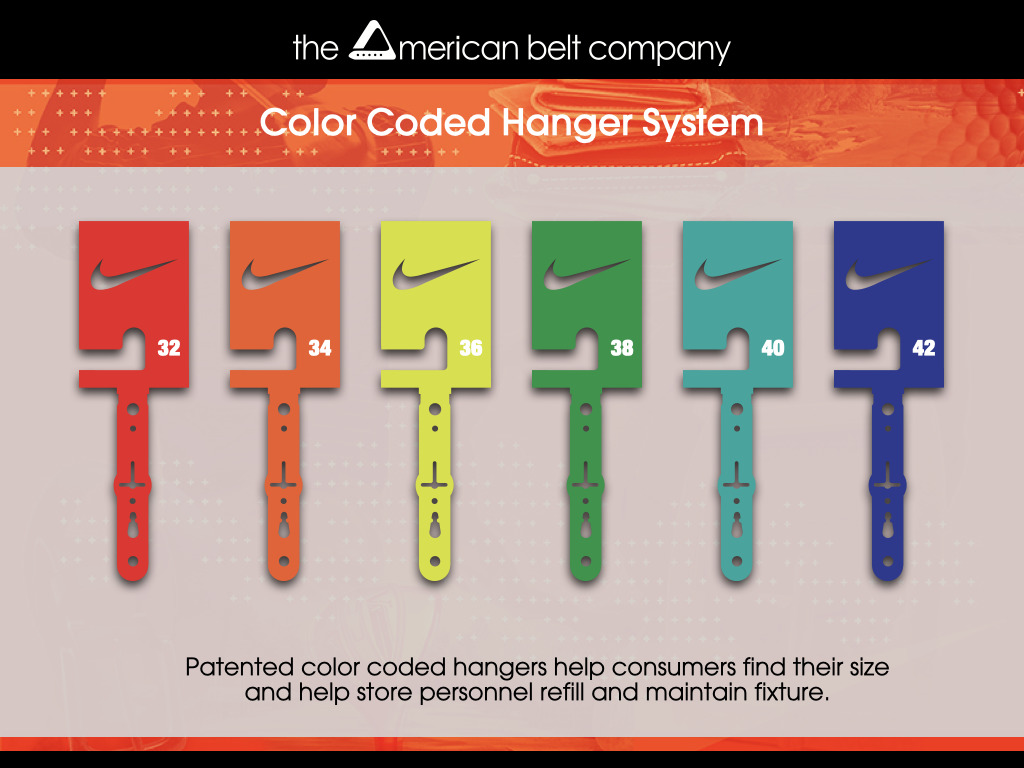 the American belt company
Color Coded Hanger System
32 34 36 38 40 42
Patented color coded hangers help consumers find their size
and help store personnel refill and maintain fixture.